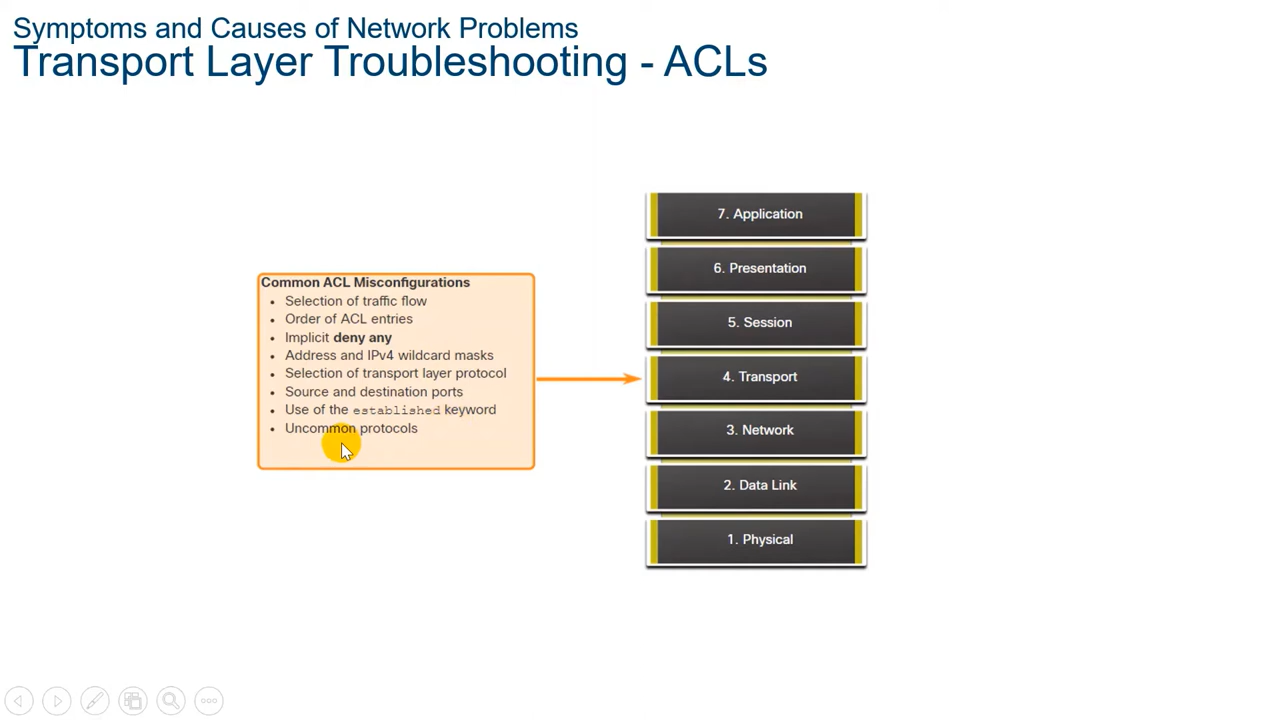 Symptoms and Causes of Network Problems
Transport Layer Troubleshooting - ACLs
Common ACL Misconfigurations
• Selection of traffic flow
• Order of ACL entries
• Implicit deny any
• Address and IPv4 wildcard masks
• Selection of transport layer protocol
• Source and destination ports
• Use of the established keyword
• Uncommon protocols
7. Application
6. Presentation
5. Session
4. Transport
3. Network
2. Data Link
1. Physical